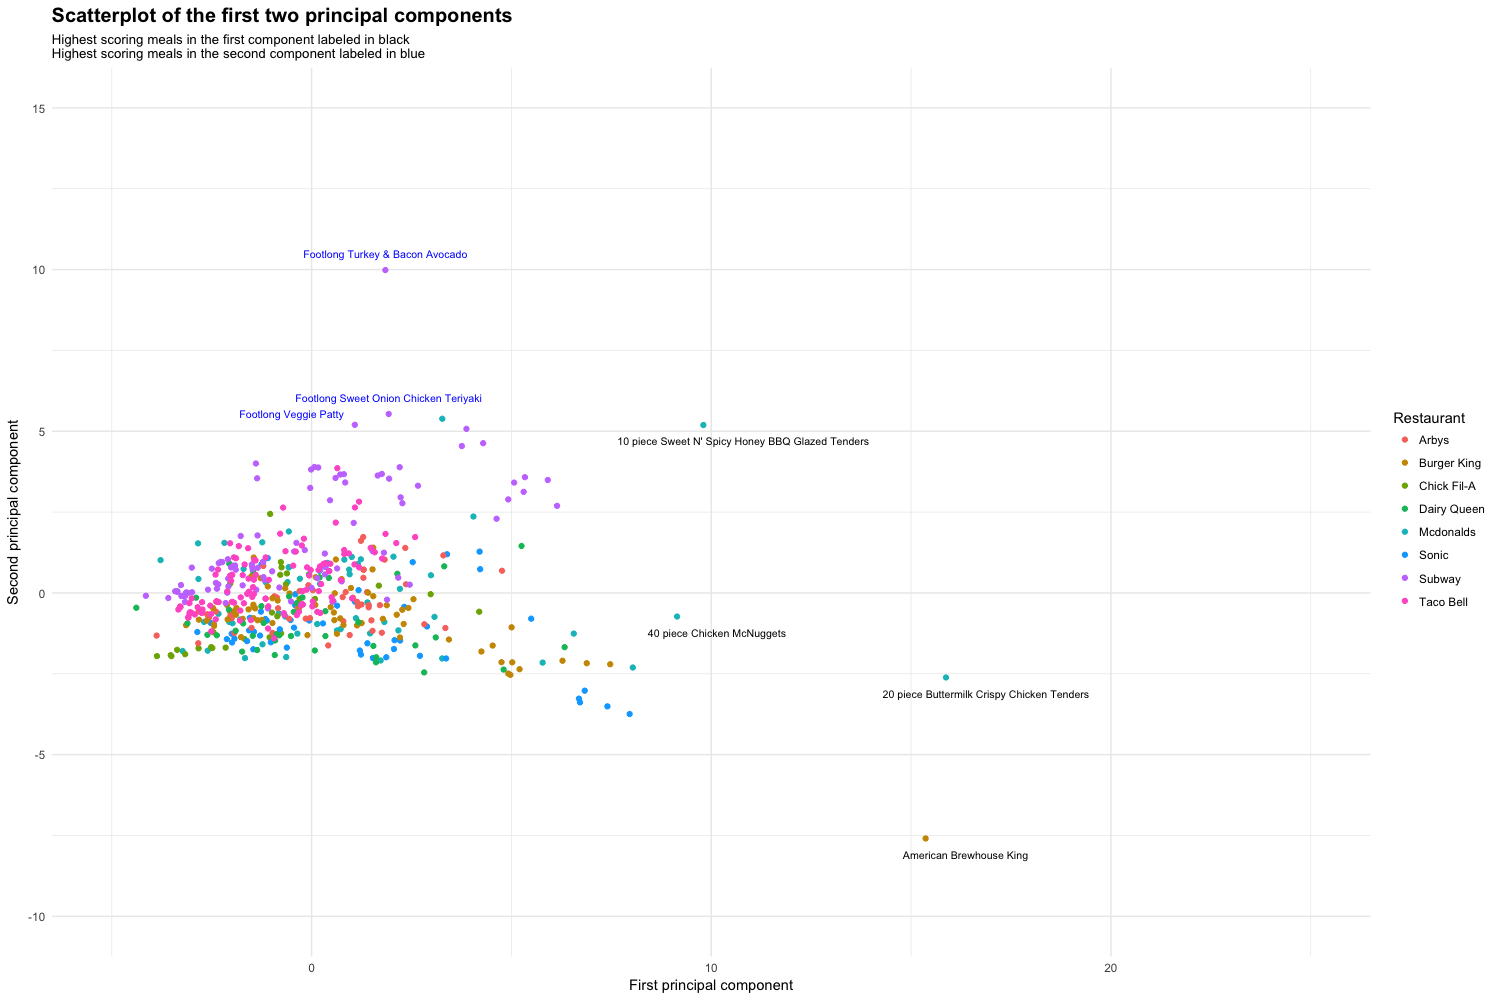 Scatterplot of the first two principal components
Highest scoring meals in the first component labeled in black
Highest scoring meals in the second component labeled in blue
15
10
5
0
-5
-10
Second principal component
Footlong Turkey & Bacon Avocado
Footlong Sweet Onion Chicken Teriyaki
Footlong Veggie Patty
10 piece Sweet N' Spicy Honey BBQ Glazed Tenders
40 piece Chicken McNuggets
20 piece Buttermilk Crispy Chicken Tenders
American Brewhouse King
0
10
20
First principal component
Restaurant
Arbys
Burger King
Chick Fil-A
Dairy Queen
Mcdonalds
Sonic
Subway
Taco Bell